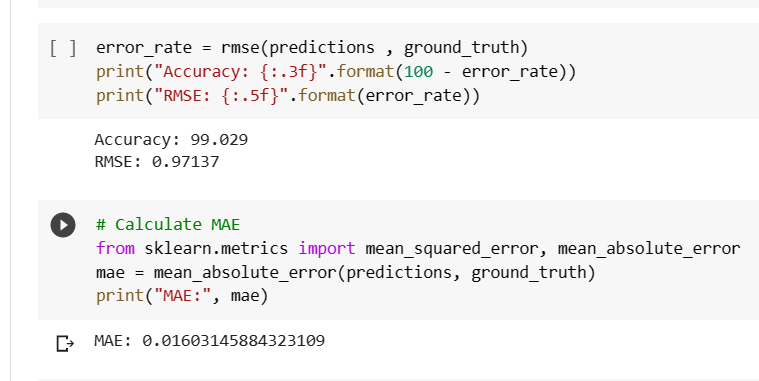 [ ] error_rate = rmse(predictions , ground_truth)
print("Accuracy: {:.3f}".format(100 - error_rate))
print("RMSE: {:.5f}".format(error_rate))
Accuracy: 99.029
RMSE: 0.97137
# Calculate MAE
from sklearn.metrics import mean_squared_error, mean_absolute_error
mae = mean_absolute_error(predictions, ground_truth)
print("MAE:", mae)
MAE: 0.01603145884323109